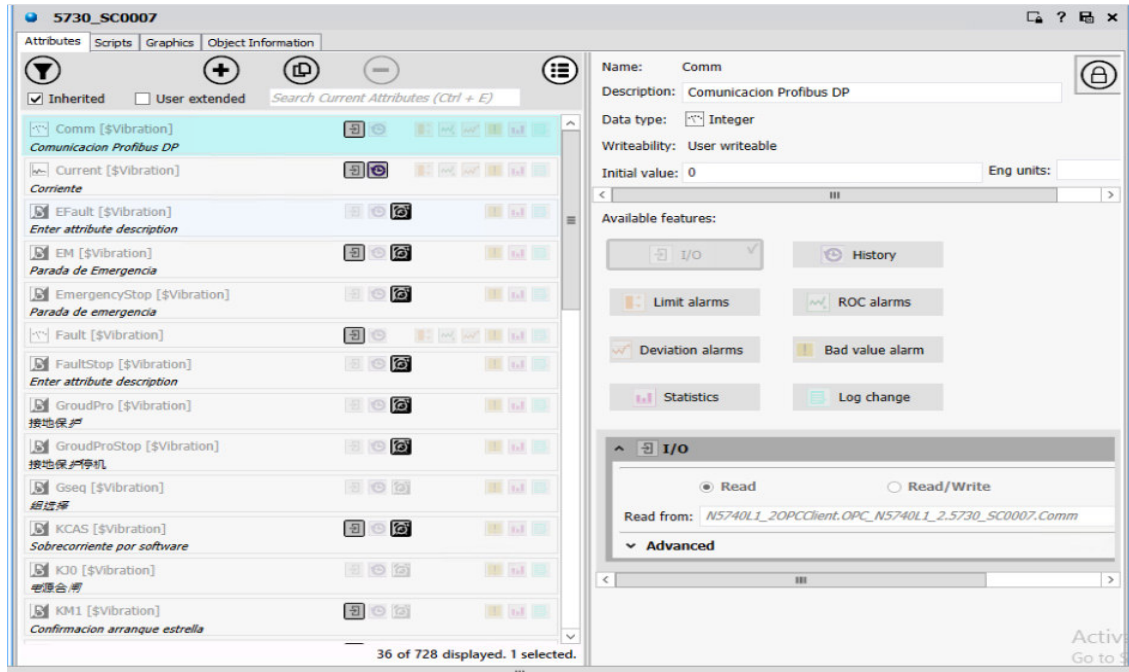 5730_SC0007
Attributes Scripts Graphics Object Information
Inherited User extended Search Current Attributes (Ctrl + E)
Comm [$Vibration]
Comunicacion Profibus DP
Current [$Vibration]
Corriente
EFault [$Vibration]
Enter attribute description
EM [$Vibration]
Parada de Emergencia
EmergencyStop [$Vibration]
Parada de emergencia
Fault [$Vibration]
FaultStop [$Vibration]
Enter attribute description
GroudPro [$Vibration]
接地保护
GroudProStop [$Vibration]
接地保护停机
Gseq [$Vibration]
组选择
KCAS [$Vibration]
Sobrecorriente por software
KJ0 [$Vibration]
电源合闸
KM1 [$Vibration]
Confirmacion arranque estrella
36 of 728 displayed. 1 selected.
Name: Comm
Description: Comunicacion Profibus DP
Data type: Integer
Writeability: User writeable
Initial value: 0 Eng units:
Available features:
I/O History
Limit alarms ROC alarms
Deviation alarms Bad value alarm
Statistics Log change
I/O
Read Read/Write
Read from: N5740L1_2OPCClient.OPC_N5740L1_2.5730_SC0007.Comm
Advanced
Activ
Go to S